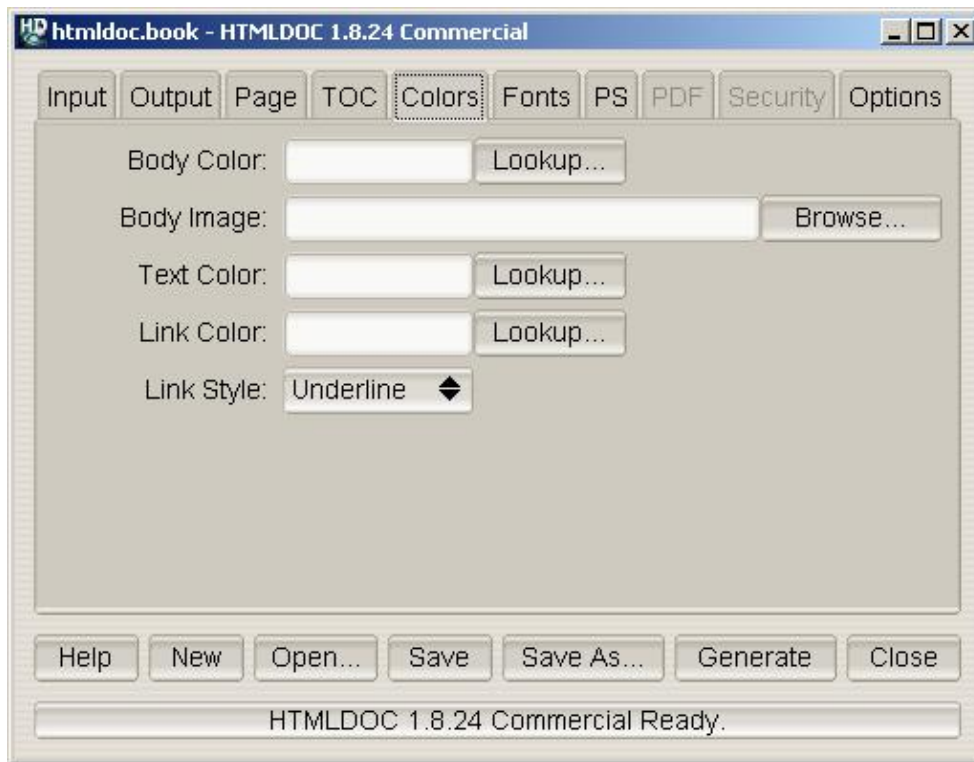 HD htmldoc.book - HTMLDOC 1.8.24 Commercial
Input Output Page TOC Colors Fonts PS PDF Security Options
Body Color: Lookup...
Body Image: Browse...
Text Color: Lookup...
Link Color: Lookup...
Link Style: Underline
Help New Open... Save Save As... Generate Close
HTMLDOC 1.8.24 Commercial Ready.